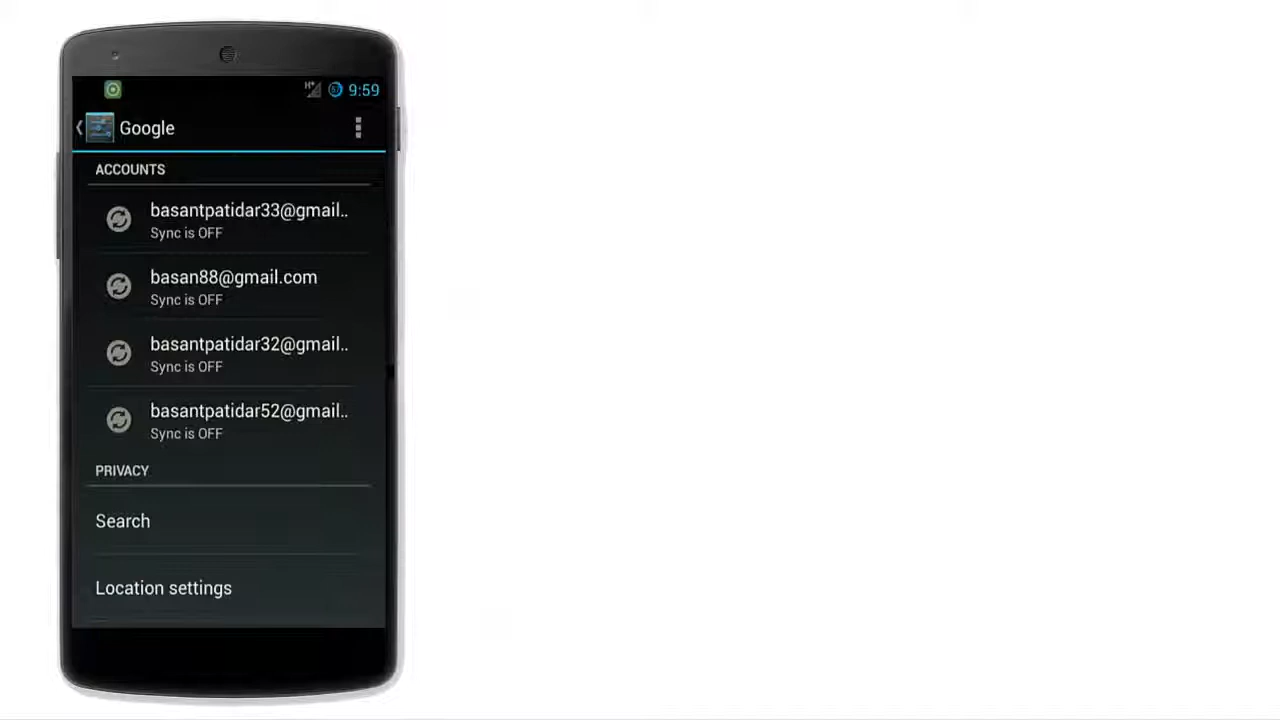 9:59
Google
ACCOUNTS
basantpatidar33@gmail..
Sync is OFF
basan88@gmail.com
Sync is OFF
basantpatidar32@gmail..
Sync is OFF
basantpatidar52@gmail..
Sync is OFF
PRIVACY
Search
Location settings